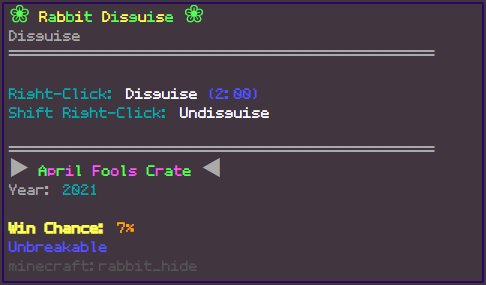 ❀ Rabbit Disguise ❀
Disguise
Right-Click: Disguise (2:00)
Shift Right-Click: Undisguise
▶ April Fools Crate ◀
Year: 2021
Win Chance: 7%
Unbreakable
minecraft:rabbit_hide